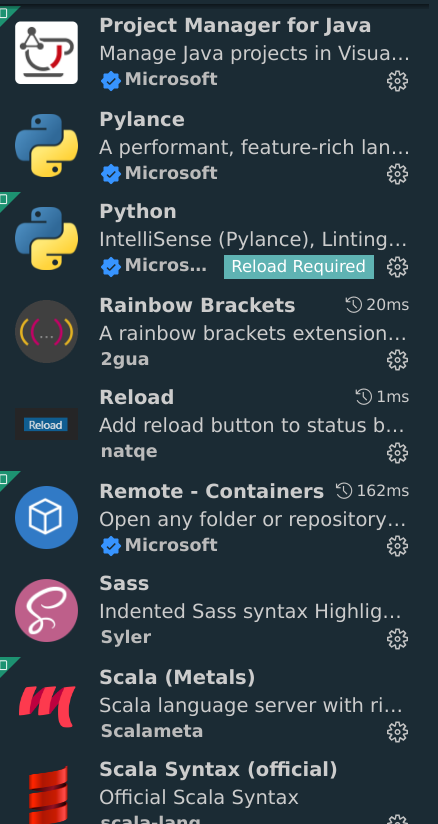 Project Manager for Java
Manage Java projects in Visua...
Microsoft
Pylance
A performant, feature-rich lan...
Microsoft
Python
IntelliSense (Pylance), Linting...
Micros... Reload Required
Rainbow Brackets 20ms
(...)
A rainbow brackets extension...
2gua
Reload 1ms
Reload
Add reload button to status b...
natqe
Remote - Containers 162ms
Open any folder or repository...
Microsoft
Sass
Indented Sass syntax Highlig...
Syler
Scala (Metals)
Scala language server with ri...
Scalameta
Scala Syntax (official)
Official Scala Syntax
scala-lang